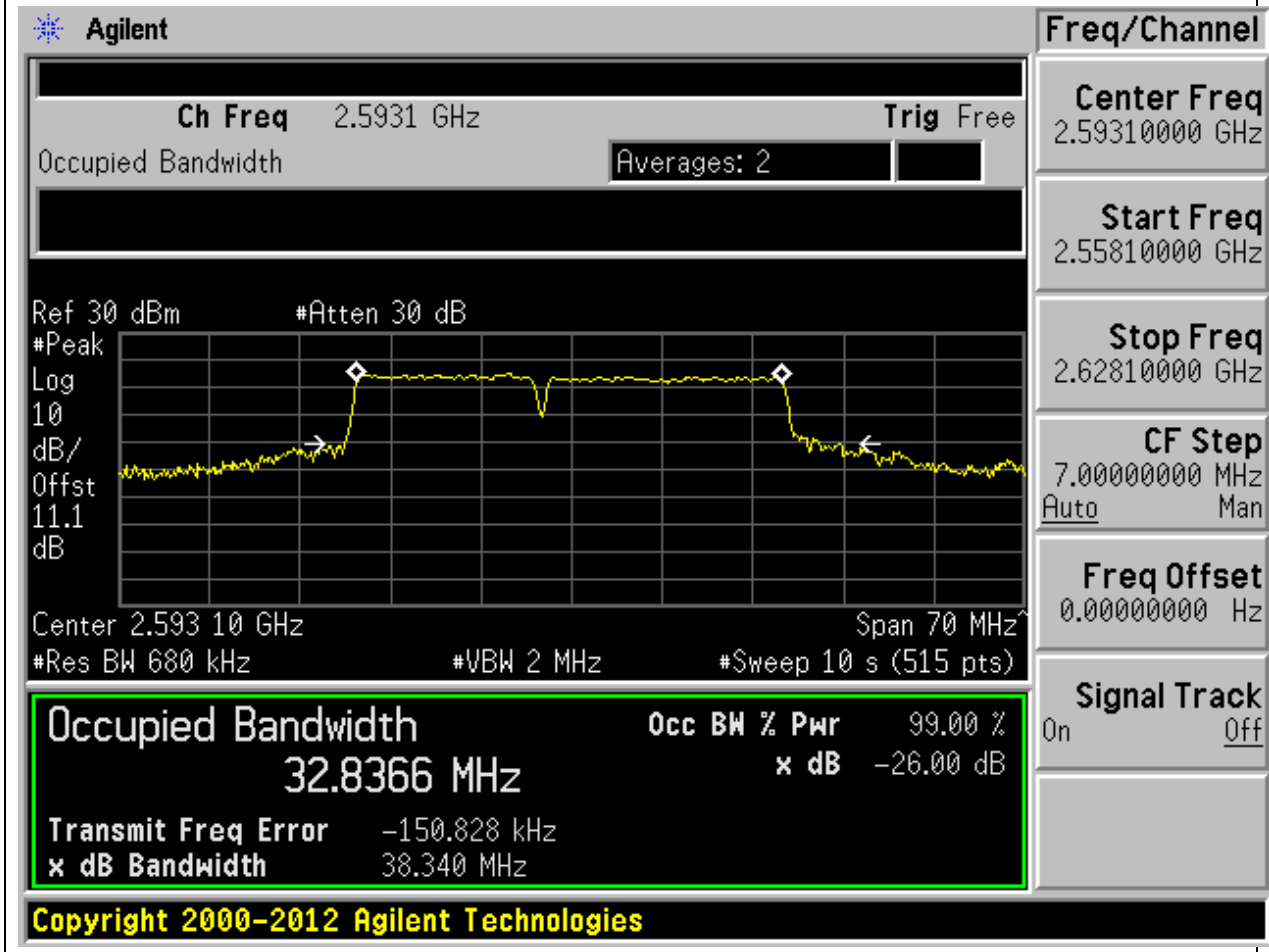 Agilent
Freq/Channel
Ch Freq 2.5931 GHz Trig Free
Occupied Bandwidth Averages: 2
Ref 30 dBm #Atten 30 dB
#Peak
Log
10
dB/
Offst
11.1
dB
Center 2.593 10 GHz Span 70 MHz^
#Res BW 680 kHz #VBW 2 MHz #Sweep 10 s (515 pts)
Occupied Bandwidth
32.8366 MHz
Occ BW % Pwr 99.00 %
x dB -26.00 dB
Transmit Freq Error -150.828 kHz
x dB Bandwidth 38.340 MHz
Center Freq
2.59310000 GHz
Start Freq
2.55810000 GHz
Stop Freq
2.62810000 GHz
CF Step
7.00000000 MHz
Auto Man
Freq Offset
0.00000000 Hz
Signal Track
On Off
Copyright 2000-2012 Agilent Technologies